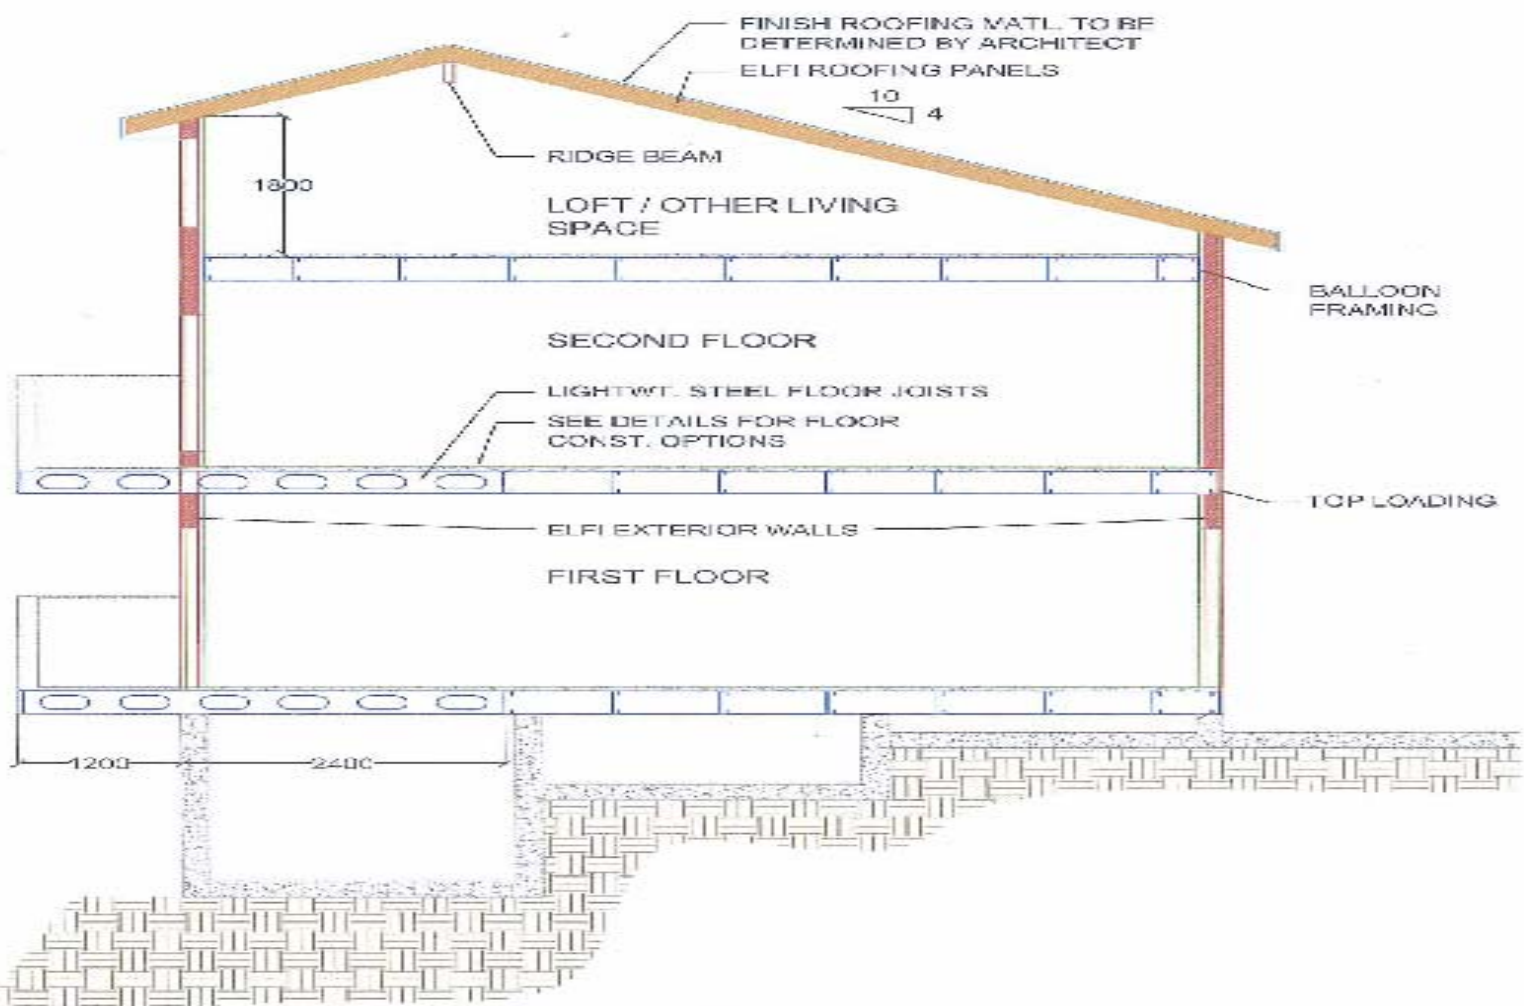 FINISH ROOFING MATL. TO BE
DETERMINED BY ARCHITECT
ELFI ROOFING PANELS
10
4
RIDGE BEAM
1800
LOFT / OTHER LIVING
SPACE
BALLOON
FRAMING
SECOND FLOOR
LIGHTWT. STEEL FLOOR JOISTS
SEE DETAILS FOR FLOOR
CONST. OPTIONS
TOP LOADING
ELFI EXTERIOR WALLS
FIRST FLOOR
1200
2400